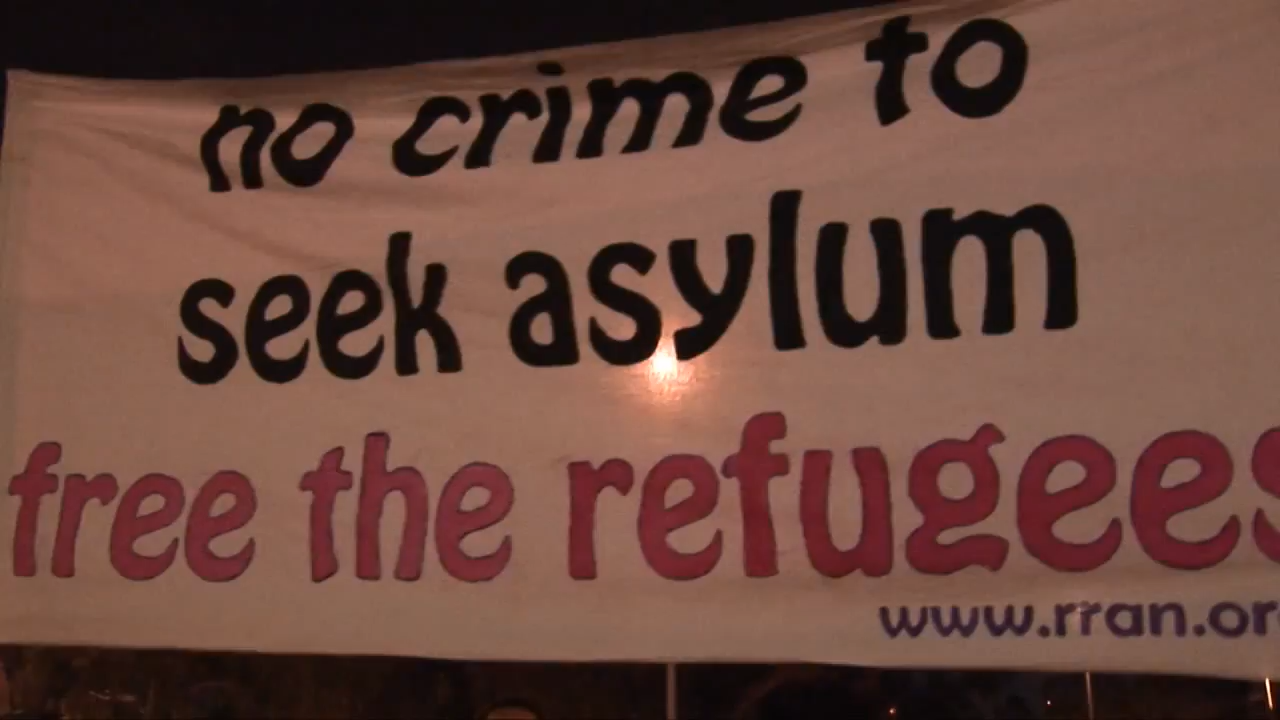 no crime to
seek asylum
free the refugees
www.rran.or